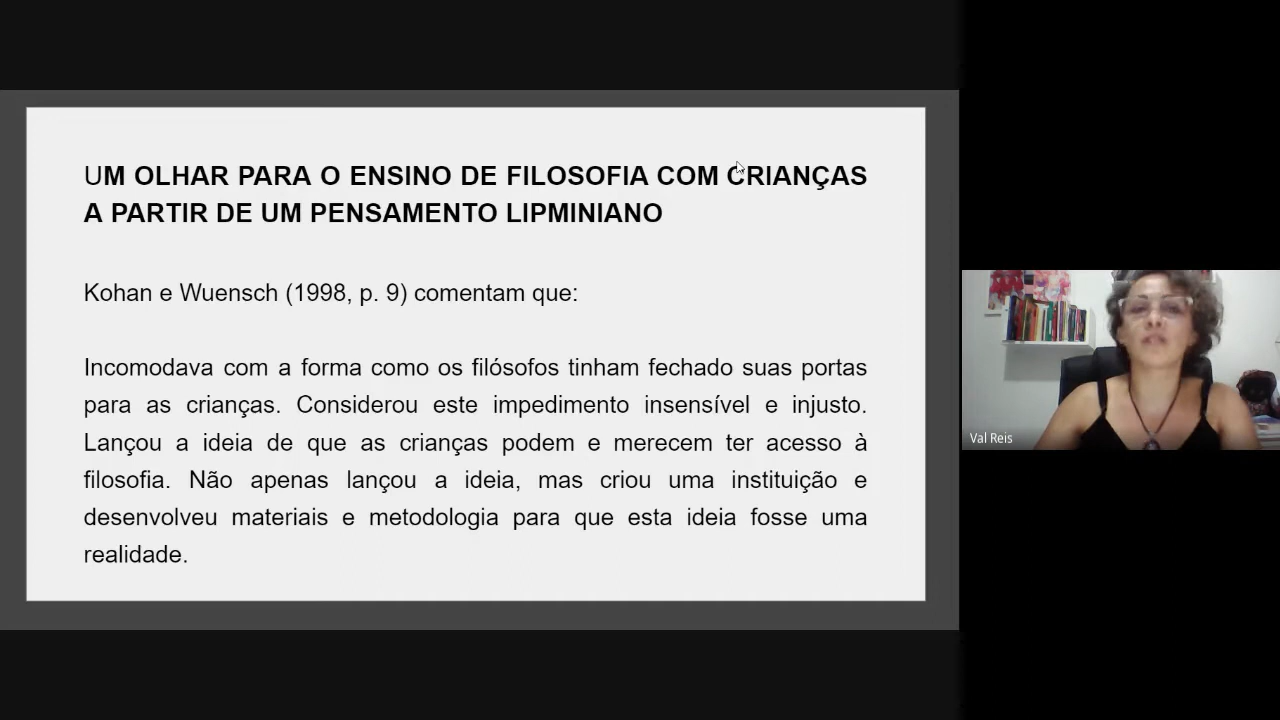 UM OLHAR PARA O ENSINO DE FILOSOFIA COM CRIANÇAS
A PARTIR DE UM PENSAMENTO LIPMINIANO
Kohan e Wuensch (1998, p. 9) comentam que:
Incomodava com a forma como os filósofos tinham fechado suas portas
para as crianças. Considerou este impedimento insensível e injusto.
Lançou a ideia de que as crianças podem e merecem ter acesso à
filosofia. Não apenas lançou a ideia, mas criou uma instituição e
desenvolveu materiais e metodologia para que esta ideia fosse uma
realidade.
Val Reis